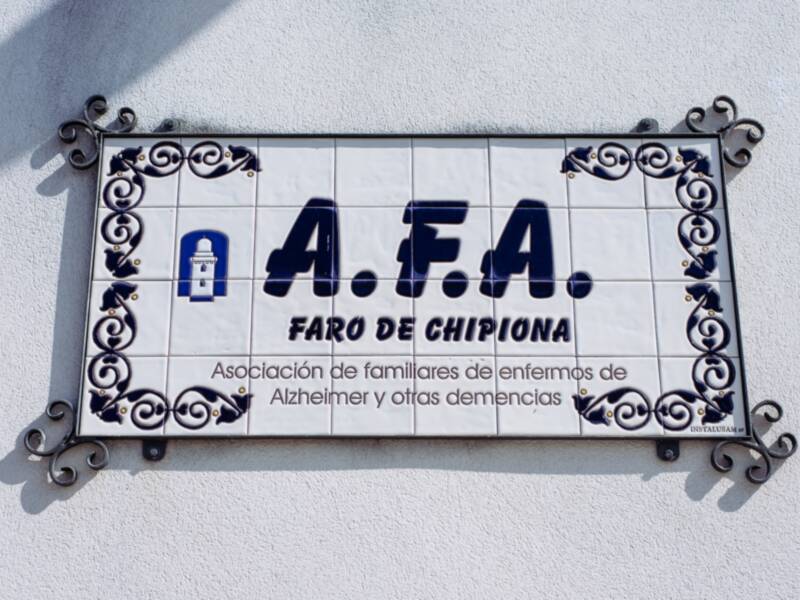 A.F.A.
FARO DE CHIPIONA
Asociación de familiares de enfermos de
Alzheimer y otras demencias